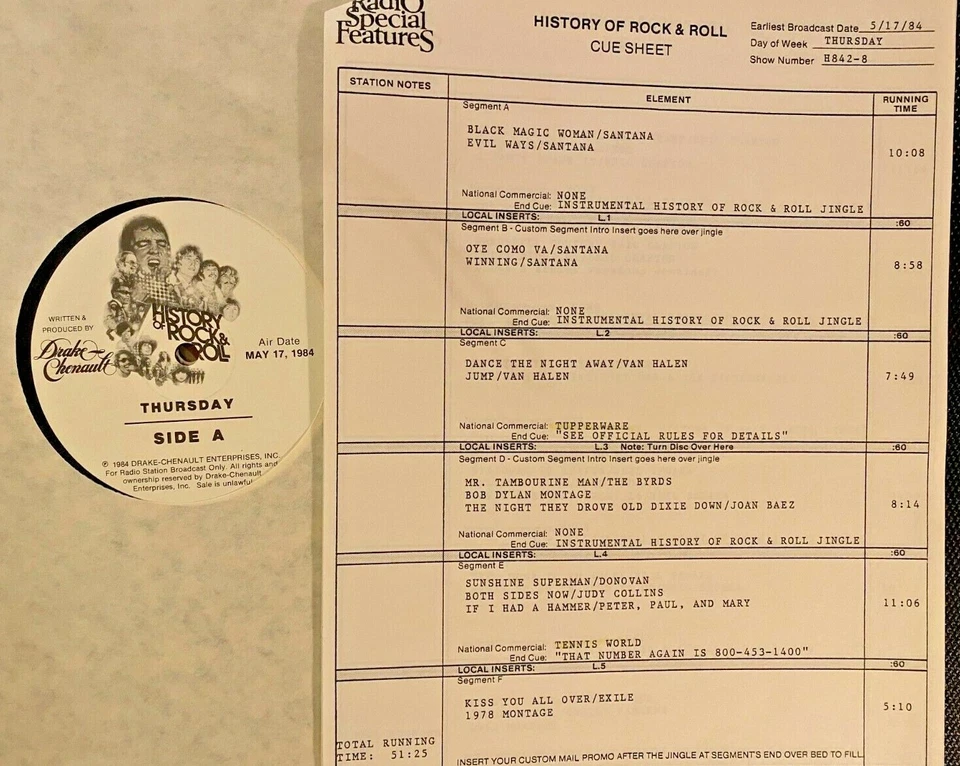 WRITTEN &
PRODUCED BY
Drake-
Chenault
HISTORY
OF ROCK &
ROLL
Air Date
MAY 17, 1984
THURSDAY
SIDE A
℗ 1984 DRAKE-CHENAULT ENTERPRISES, INC.
For Radio Station Broadcast Only. All rights and
ownership reserved by Drake-Chenault
Enterprises, Inc. Sale is unlawful
Radio
Special
Features
HISTORY OF ROCK & ROLL
CUE SHEET
Earliest Broadcast Date 5/17/84
Day of Week THURSDAY
Show Number H842-8
STATION NOTES ELEMENT RUNNING TIME
Segment A
BLACK MAGIC WOMAN/SANTANA
EVIL WAYS/SANTANA
10:08
National Commercial: NONE
End Cue: INSTRUMENTAL HISTORY OF ROCK & ROLL JINGLE
LOCAL INSERTS: L.1 :60
Segment B - Custom Segment Intro Insert goes here over jingle
OYE COMO VA/SANTANA
WINNING/SANTANA 8:58
National Commercial: NONE
End Cue: INSTRUMENTAL HISTORY OF ROCK & ROLL JINGLE
LOCAL INSERTS: L.2 :60
Segment C
DANCE THE NIGHT AWAY/VAN HALEN
JUMP/VAN HALEN 7:49
National Commercial: TUPPERWARE
End Cue: "SEE OFFICIAL RULES FOR DETAILS"
LOCAL INSERTS: L.3 Note: Turn Disc Over Here :60
Segment D - Custom Segment Intro Insert goes here over jingle
MR. TAMBOURINE MAN/THE BYRDS
BOB DYLAN MONTAGE
THE NIGHT THEY DROVE OLD DIXIE DOWN/JOAN BAEZ 8:14
National Commercial: NONE
End Cue: INSTRUMENTAL HISTORY OF ROCK & ROLL JINGLE
LOCAL INSERTS: L.4 :60
Segment E
SUNSHINE SUPERMAN/DONOVAN
BOTH SIDES NOW/JUDY COLLINS
IF I HAD A HAMMER/PETER, PAUL, AND MARY 11:06
National Commercial: TENNIS WORLD
End Cue: "THAT NUMBER AGAIN IS 800-453-1400"
LOCAL INSERTS: L.5 :60
Segment F
KISS YOU ALL OVER/EXILE
1978 MONTAGE 5:10
TOTAL RUNNING
TIME: 51:25
INSERT YOUR CUSTOM MAIL PROMO AFTER THE JINGLE AT SEGMENT'S END OVER BED TO FILL